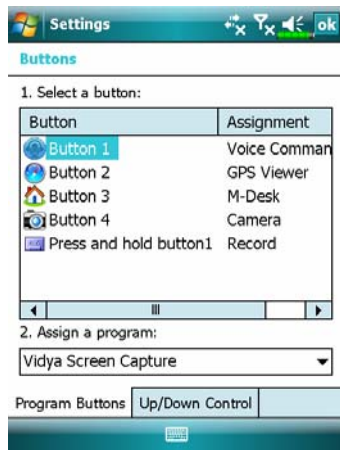 Settings ok
Buttons
1. Select a button:
Button Assignment
Button 1 Voice Comman
Button 2 GPS Viewer
Button 3 M-Desk
Button 4 Camera
Press and hold button1 Record
2. Assign a program:
Vidya Screen Capture
Program Buttons Up/Down Control